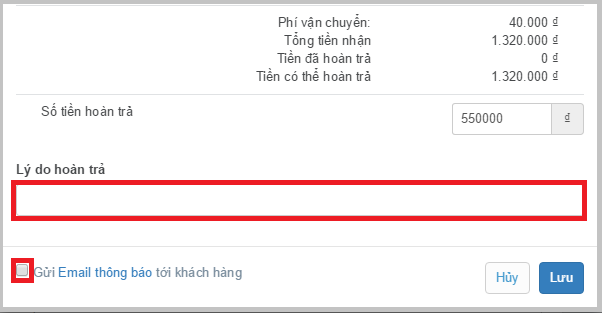 Phí vận chuyển: 40.000 ₫
Tổng tiền nhận 1.320.000 ₫
Tiền đã hoàn trả 0 ₫
Tiền có thể hoàn trả 1.320.000 ₫
Số tiền hoàn trả 550000 ₫
Lý do hoàn trả
Gửi Email thông báo tới khách hàng Hủy Lưu